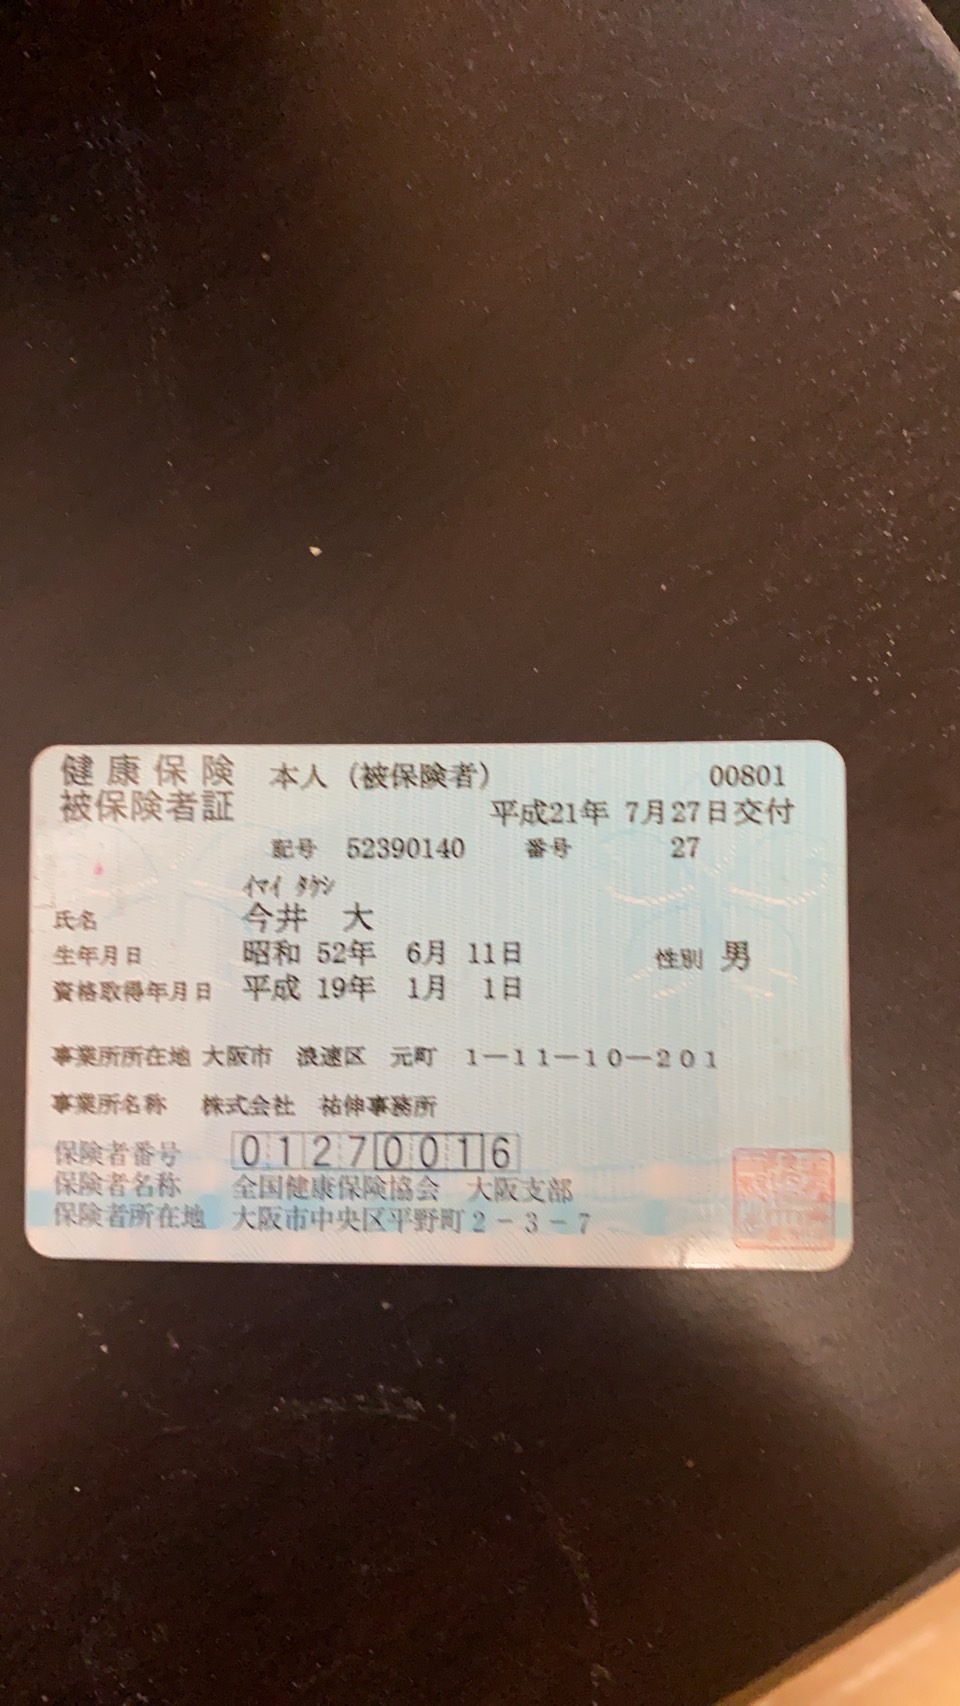 健康保険 本人（被保険者） 00801
被保険者証 平成21年 7月27日交付
記号 52390140 番号 27
イマイ タケシ
氏名 今井 大
生年月日 昭和 52年 6月 11日 性別 男
資格取得年月日 平成 19年 1月 1日
事業所所在地 大阪市 浪速区 元町 1－11－10－201
事業所名称 株式会社 祐伸事務所
保険者番号 01270016
保険者名称 全国健康保険協会 大阪支部
保険者所在地 大阪市中央区平野町2－3－7